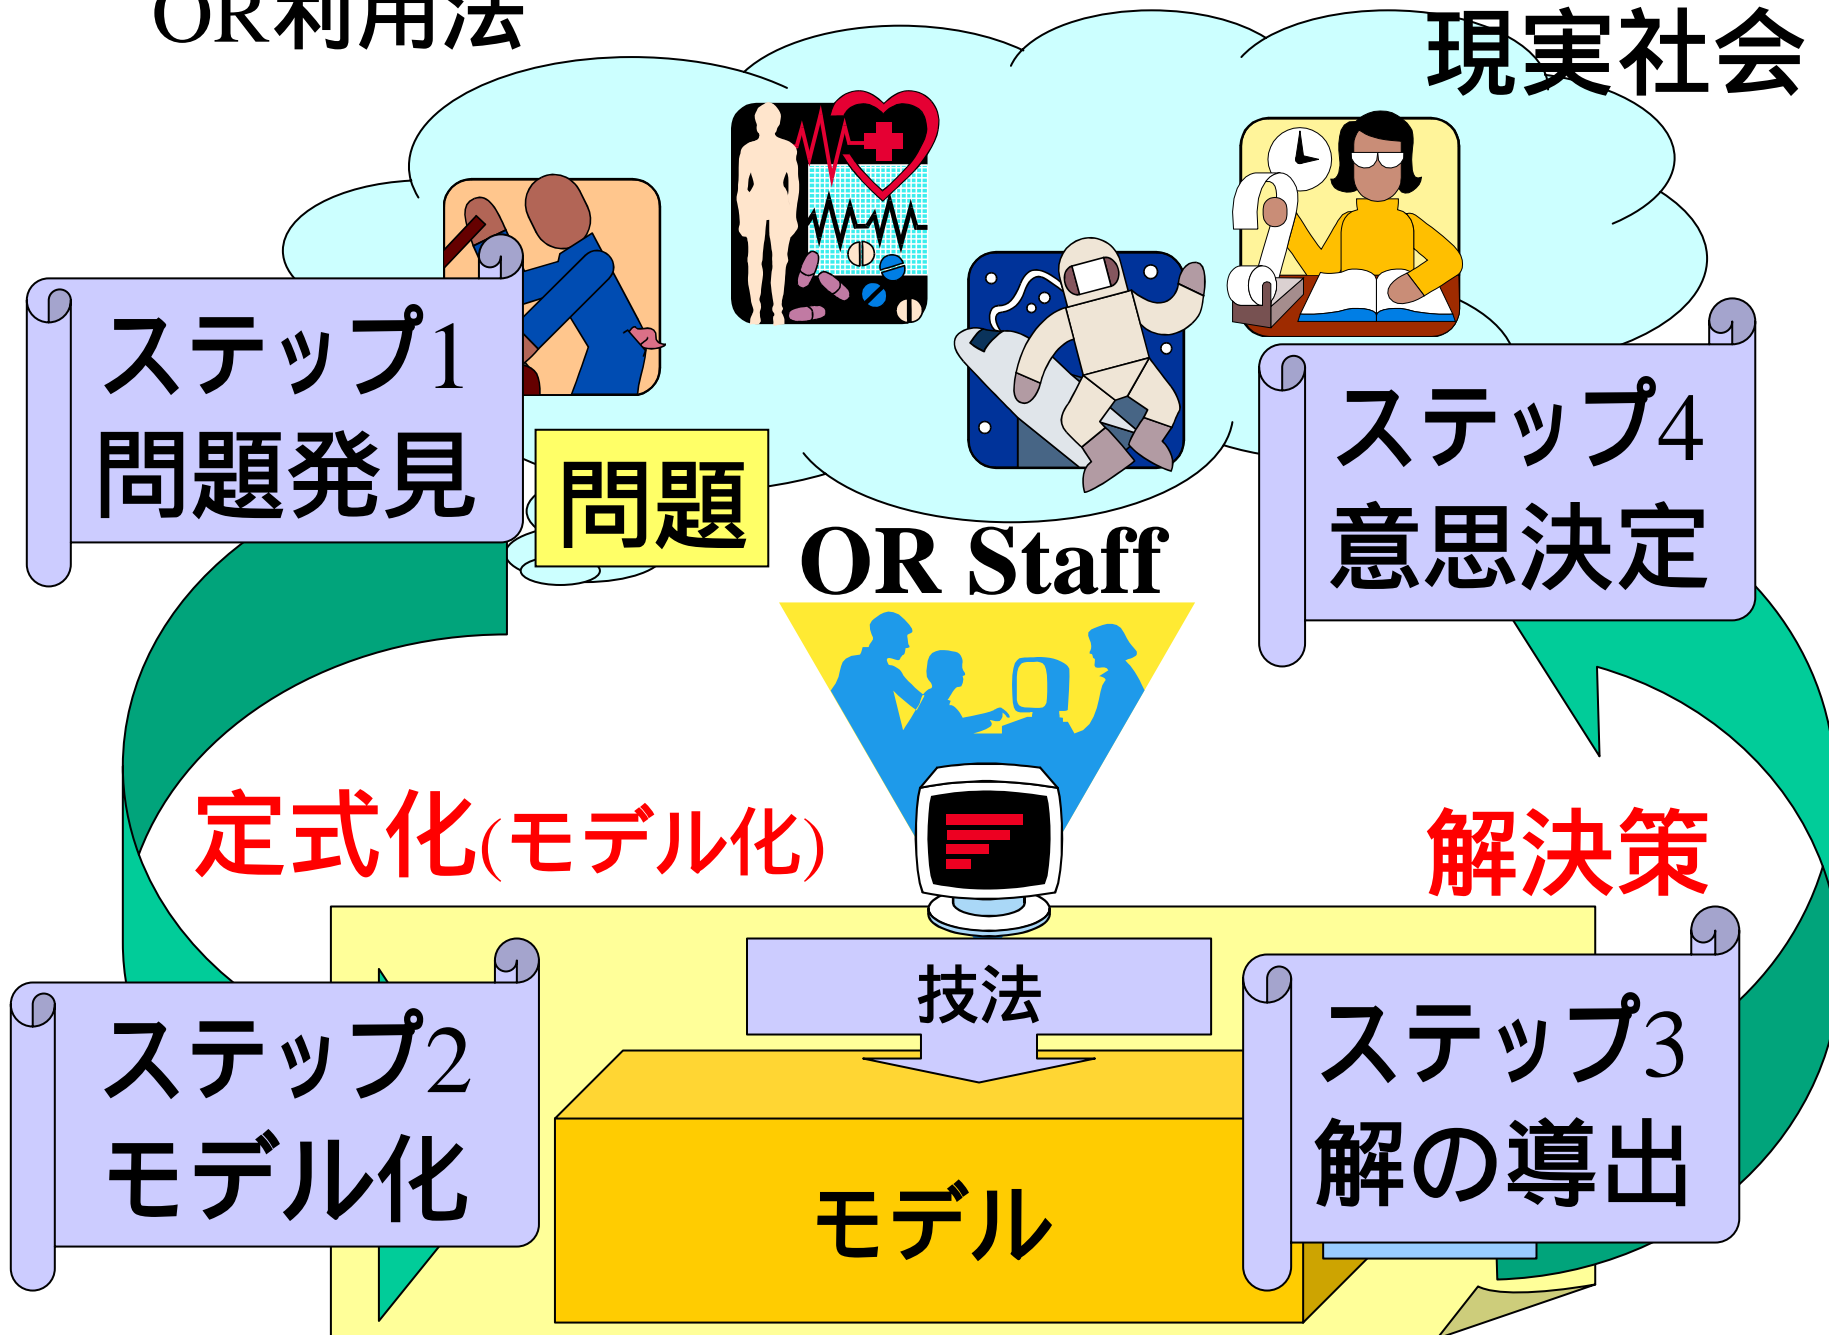 OR利用法
現実社会
ステップ1
問題発見
問題
ステップ4
意思決定
OR Staff
定式化(モデル化)
解決策
技法
ステップ2
モデル化
ステップ3
解の導出
モデル